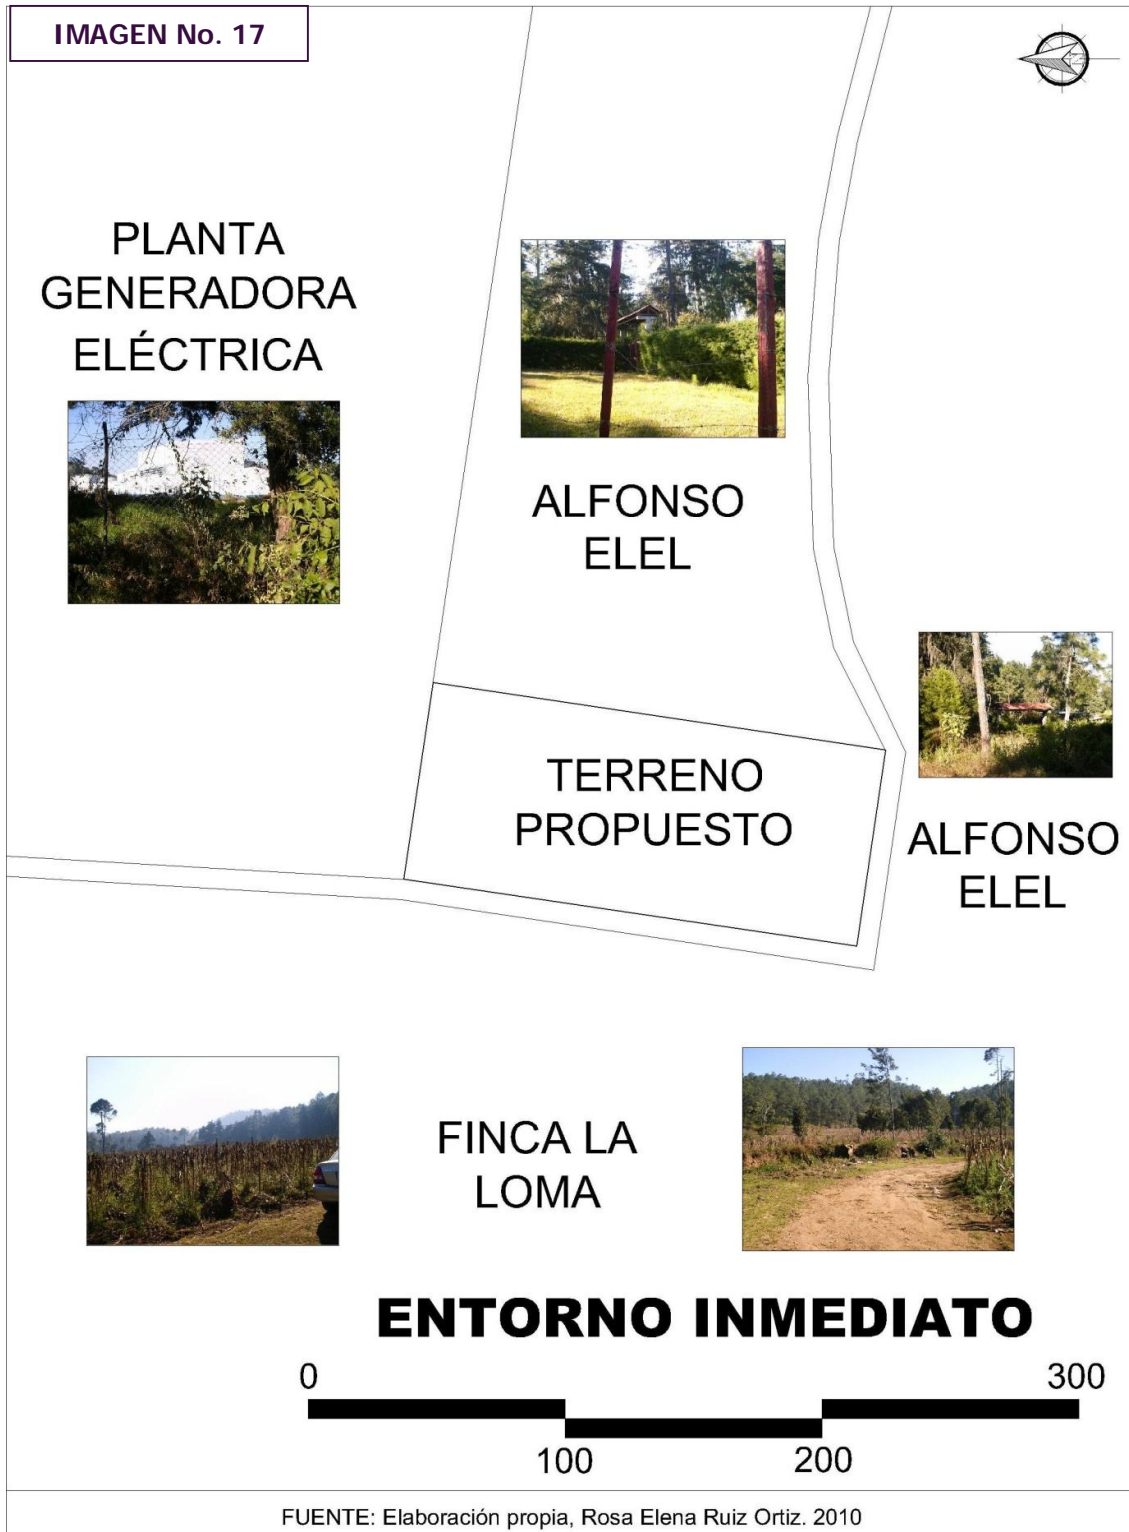 IMAGEN No. 17
PLANTA
GENERADORA
ELÉCTRICA
ALFONSO
ELEL
TERRENO
PROPUESTO
ALFONSO
ELEL
FINCA LA
LOMA
ENTORNO INMEDIATO
0
300
100
200
FUENTE: Elaboración propia, Rosa Elena Ruiz Ortiz. 2010